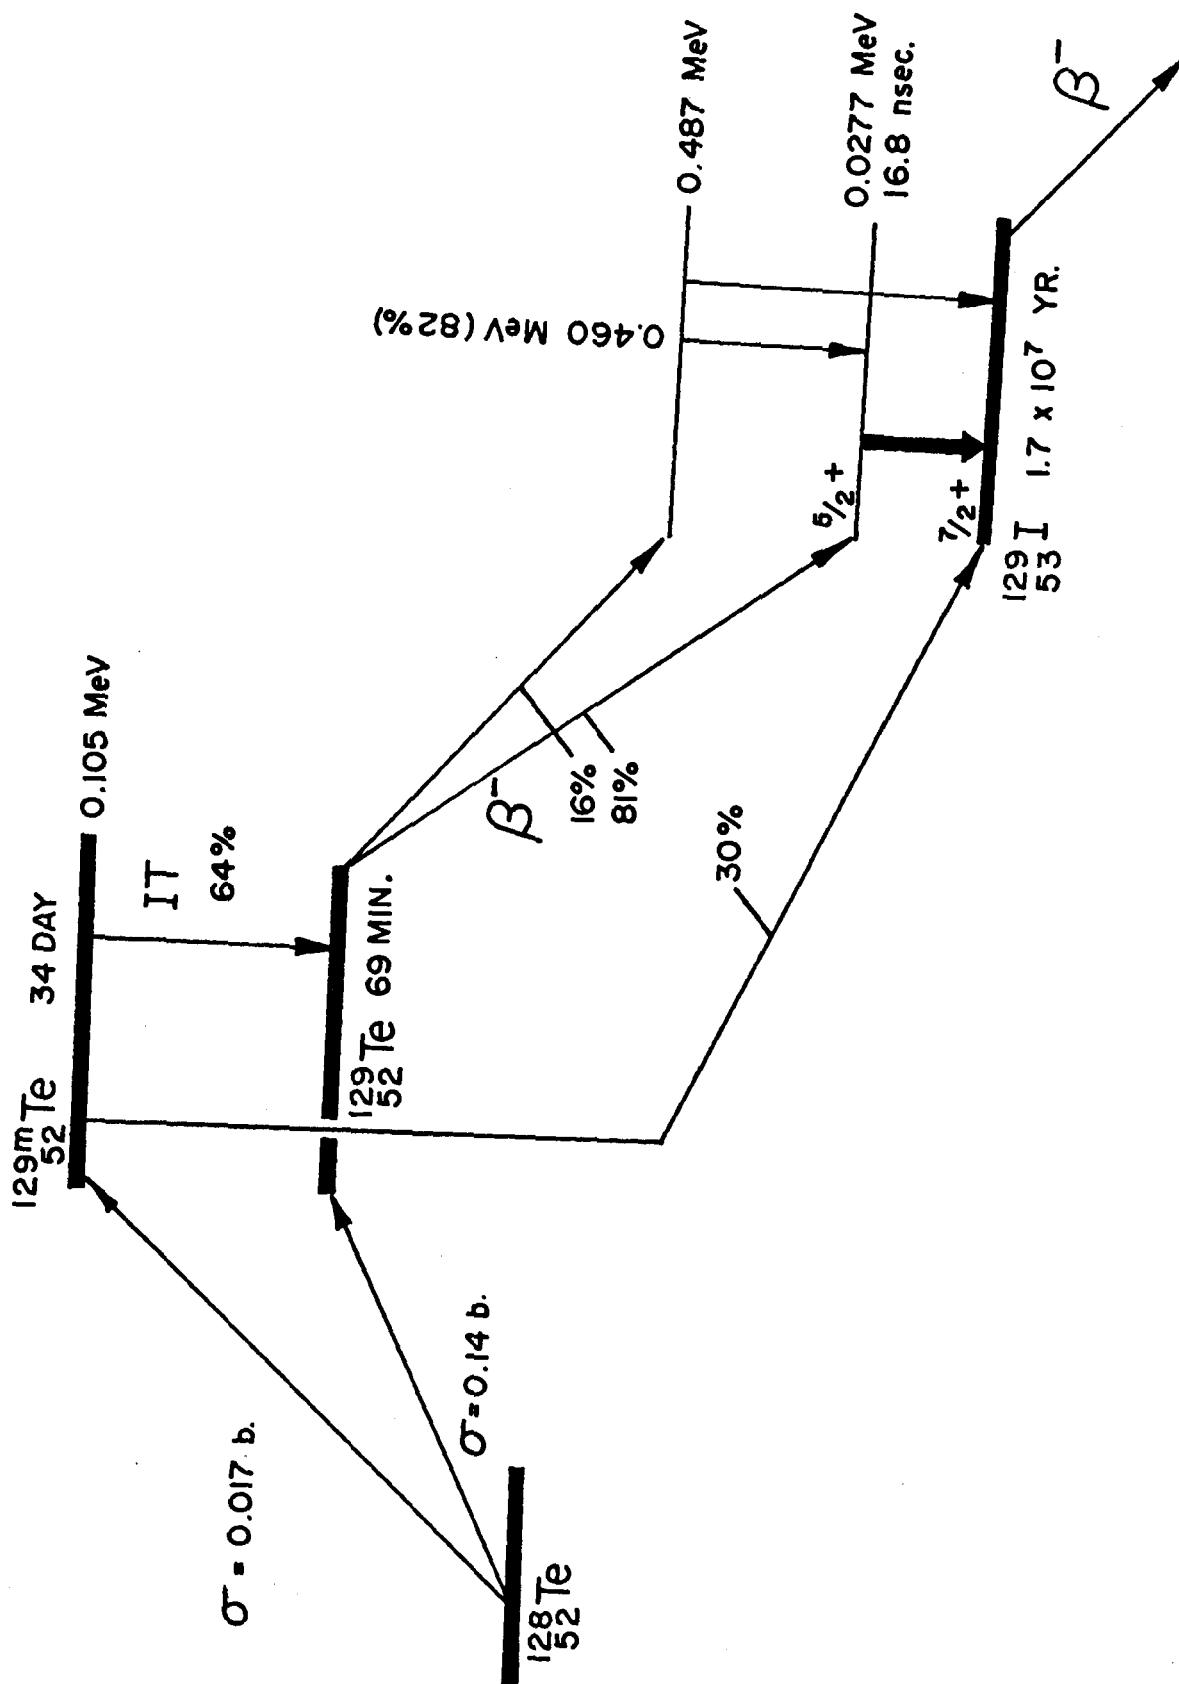 129m
52 Te 34 DAY
0.105 MeV
IT
64%
σ = 0.017 b.
129
52 Te 69 MIN.
σ = 0.14 b.
128
52 Te
β⁻
16%
81%
30%
0.460 MeV (82%)
0.487 MeV
5/2+
0.0277 MeV
16.8 nsec.
7/2+
129
53 I 1.7 x 10⁷ YR.
β⁻